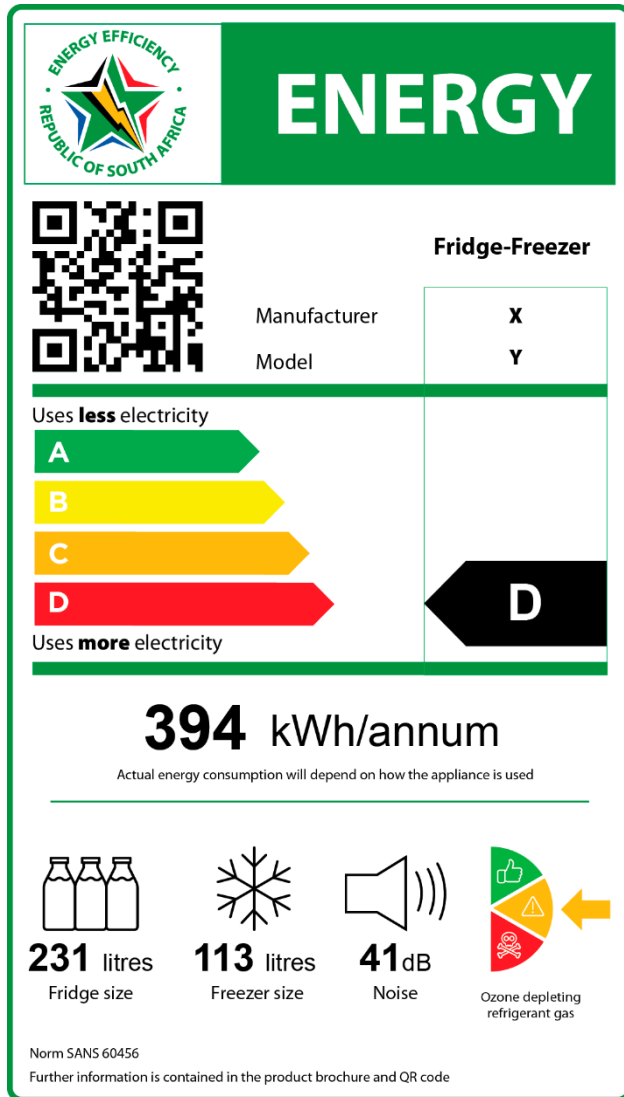 ENERGY EFFICIENCY
REPUBLIC OF SOUTH AFRICA
ENERGY
Fridge-Freezer
Manufacturer X
Model Y
Uses less electricity
A
B
C
D
D
Uses more electricity
394 kWh/annum
Actual energy consumption will depend on how the appliance is used
231 litres
Fridge size
113 litres
Freezer size
41dB
Noise
Ozone depleting
refrigerant gas
Norm SANS 60456
Further information is contained in the product brochure and QR code